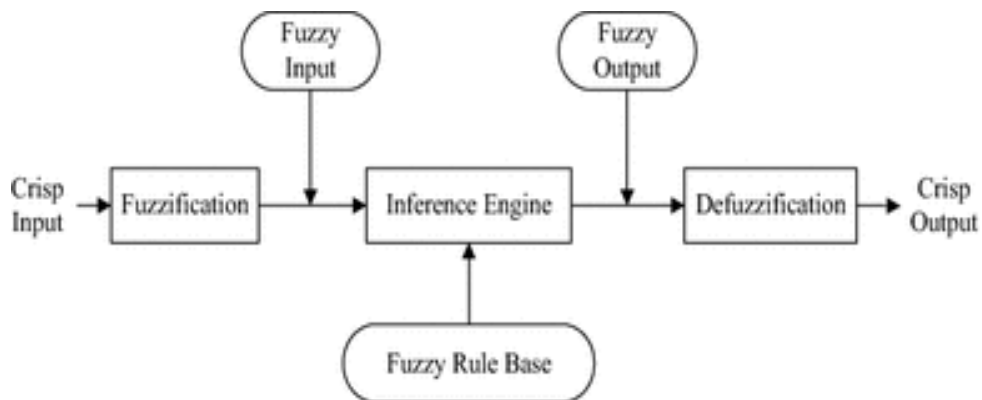 Fuzzy
Input
Fuzzy
Output
Crisp
Input
Fuzzification
Inference Engine
Defuzzification
Crisp
Output
Fuzzy Rule Base